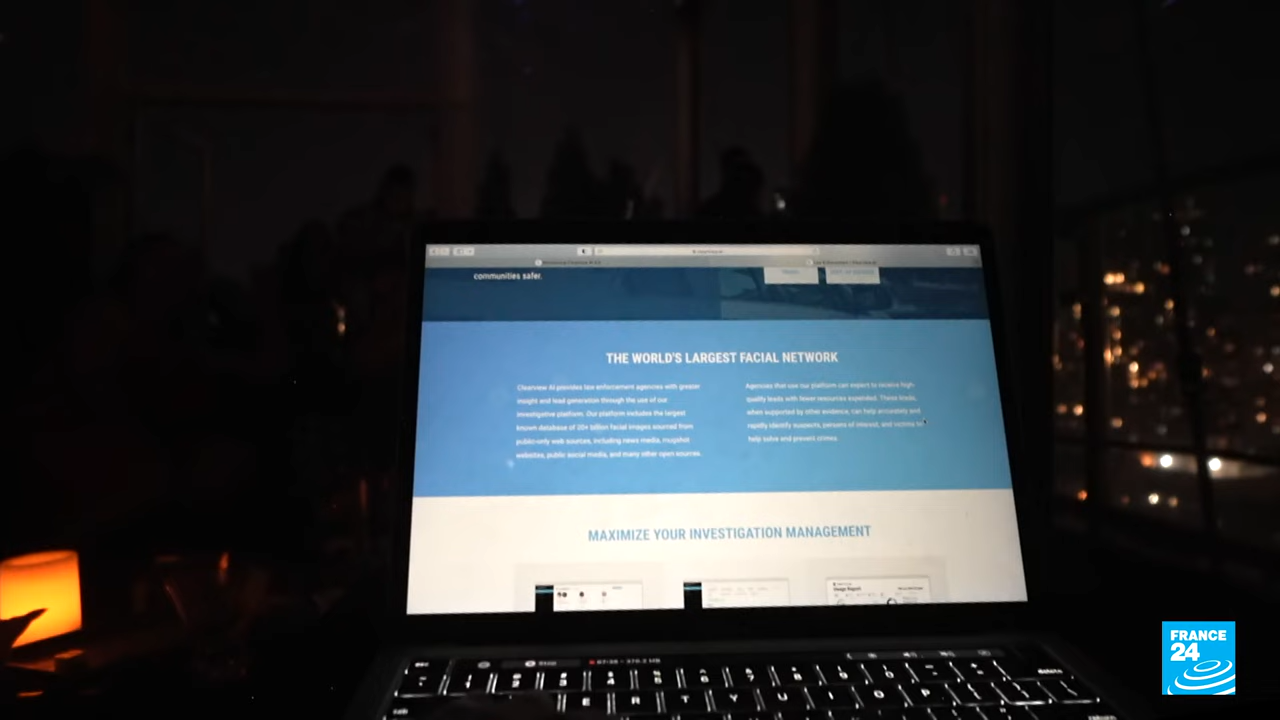 communities safer.
THE WORLD'S LARGEST FACIAL NETWORK
Clearview AI provides law enforcement agencies with greater
insight and lead generation through the use of our
investigative platform. Our platform includes the largest
known database of 20+ billion facial images sourced from
public-only web sources, including news media, mugshot
websites, public social media, and many other open sources.
Agencies that use our platform can expect to receive high-
quality leads with fewer resources expended. These leads,
when supported by other evidence, can help accurately and
rapidly identify suspects, persons of interest, and victims to
help solve and prevent crimes.
MAXIMIZE YOUR INVESTIGATION MANAGEMENT
Image Report
Stop
delete
tab
E R T Y U I O P
FRANCE
24